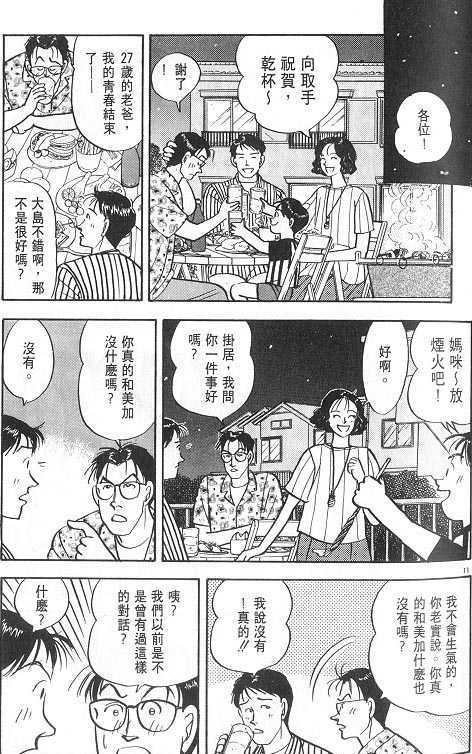 各位！
向取手
祝賀，
乾杯～
謝了
！
27歲的老爸，
我的青春結束
了——
大島不錯啊，那
不是很好嗎？
媽咪～放
煙火吧！
好啊。
掛居，我問
你一件事好
嗎？
你真的和美加
沒什麼嗎？
沒有。
11
我不會生氣的，
你老實說。你真
的和美加什麼也
沒有嗎？
我說沒有
！真的!!
咦？
我們以前是不
是曾有過這樣
的對話？
什麼？